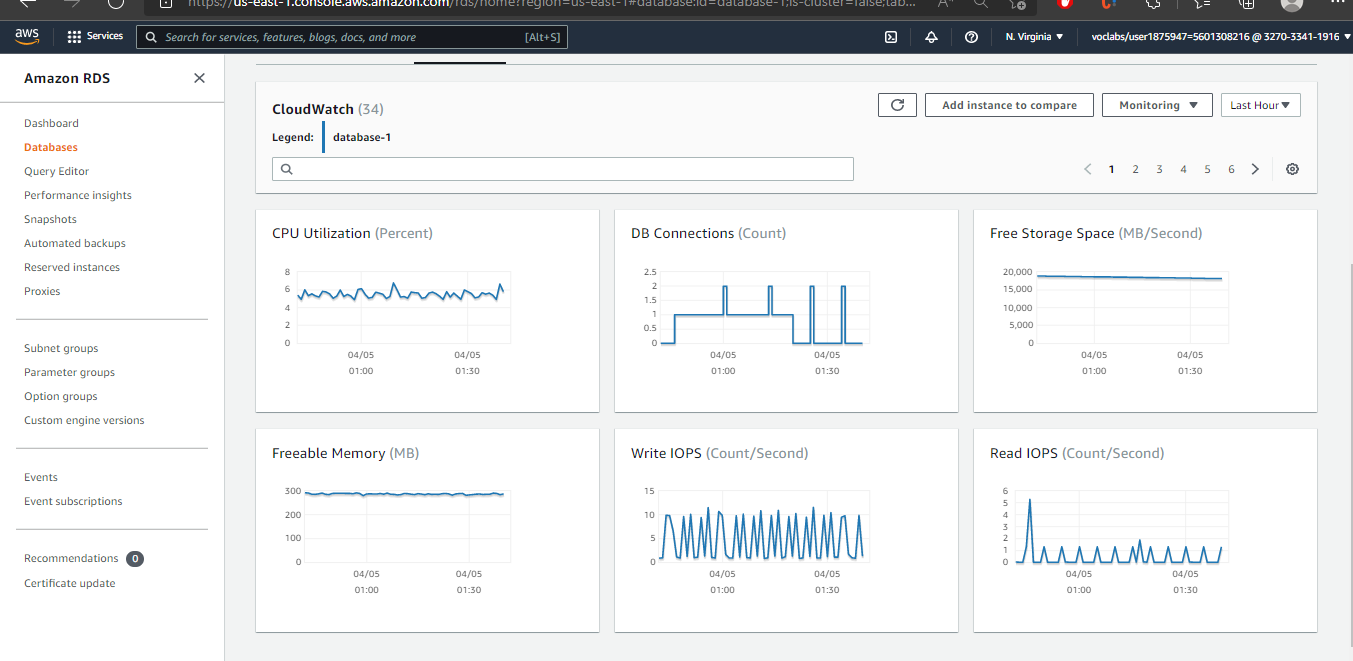 https://us-east-1.console.aws.amazon.com/rds/home?region=us-east-1#database:id=database-1;is-cluster=false;tab...
aws
Services
Search for services, features, blogs, docs, and more
[Alt+S]
N. Virginia
voclabs/user1875947=5601308216 @ 3270-3341-1916
Amazon RDS
Dashboard
Databases
Query Editor
Performance insights
Snapshots
Automated backups
Reserved instances
Proxies
Subnet groups
Parameter groups
Option groups
Custom engine versions
Events
Event subscriptions
Recommendations 0
Certificate update
CloudWatch (34)
Add instance to compare
Monitoring
Last Hour
Legend: database-1
1 2 3 4 5 6
CPU Utilization (Percent)
8
6
4
2
0
04/05 04/05
01:00 01:30
DB Connections (Count)
2.5
2
1.5
1
0.5
0
04/05 04/05
01:00 01:30
Free Storage Space (MB/Second)
20,000
15,000
10,000
5,000
0
04/05 04/05
01:00 01:30
Freeable Memory (MB)
300
200
100
0
04/05 04/05
01:00 01:30
Write IOPS (Count/Second)
15
10
5
0
04/05 04/05
01:00 01:30
Read IOPS (Count/Second)
6
5
4
3
2
1
0
04/05 04/05
01:00 01:30